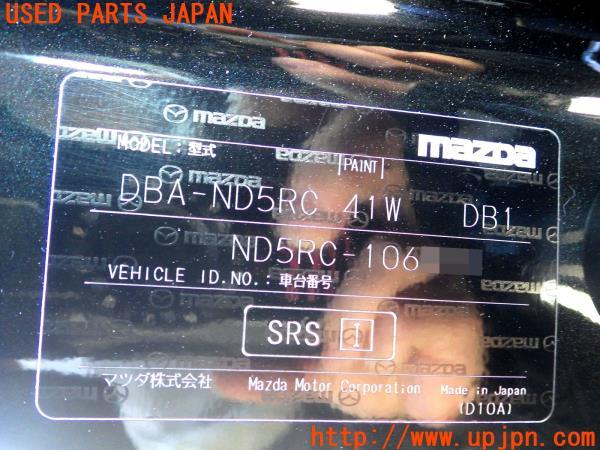 USED PARTS JAPAN
mazda
MODEL:型式 |PAINT| mazda
DBA-ND5RC 41W DB1
ND5RC-106
VEHICLE ID.NO.:車台番号
SRS I
マツダ株式会社 Mazda Motor Corporation Made in Japan
(D10A)
http://www.upjpn.com/